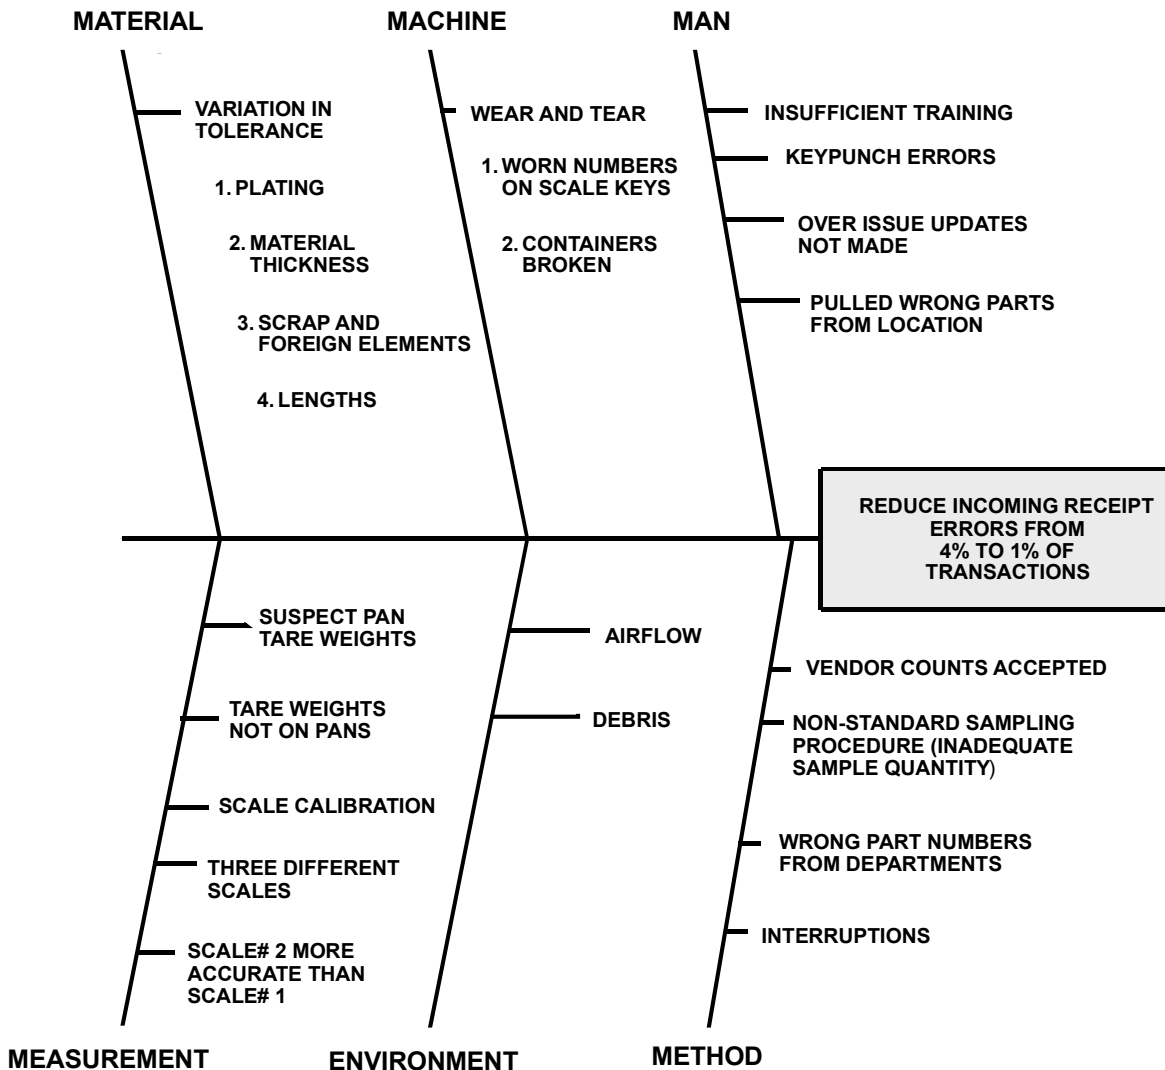 MATERIAL
MACHINE
MAN
VARIATION IN
TOLERANCE
1. PLATING
2. MATERIAL
THICKNESS
3. SCRAP AND
FOREIGN ELEMENTS
4. LENGTHS
WEAR AND TEAR
1. WORN NUMBERS
ON SCALE KEYS
2. CONTAINERS
BROKEN
INSUFFICIENT TRAINING
KEYPUNCH ERRORS
OVER ISSUE UPDATES
NOT MADE
PULLED WRONG PARTS
FROM LOCATION
REDUCE INCOMING RECEIPT
ERRORS FROM
4% TO 1% OF
TRANSACTIONS
SUSPECT PAN
TARE WEIGHTS
TARE WEIGHTS
NOT ON PANS
SCALE CALIBRATION
THREE DIFFERENT
SCALES
SCALE# 2 MORE
ACCURATE THAN
SCALE# 1
AIRFLOW
DEBRIS
VENDOR COUNTS ACCEPTED
NON-STANDARD SAMPLING
PROCEDURE (INADEQUATE
SAMPLE QUANTITY)
WRONG PART NUMBERS
FROM DEPARTMENTS
INTERRUPTIONS
MEASUREMENT
ENVIRONMENT
METHOD